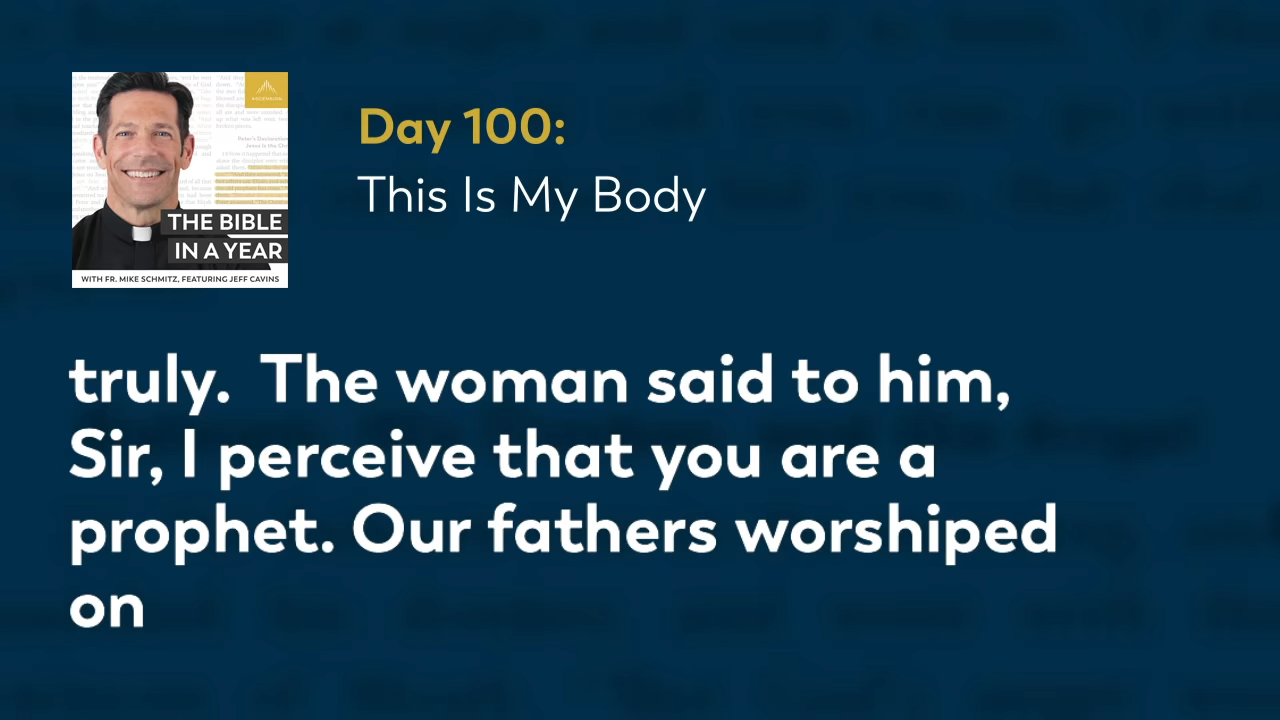 Day 100:
This Is My Body
ASCENSION
THE BIBLE
IN A YEAR
WITH FR. MIKE SCHMITZ, FEATURING JEFF CAVINS
truly. The woman said to him,
Sir, I perceive that you are a
prophet. Our fathers worshiped
on